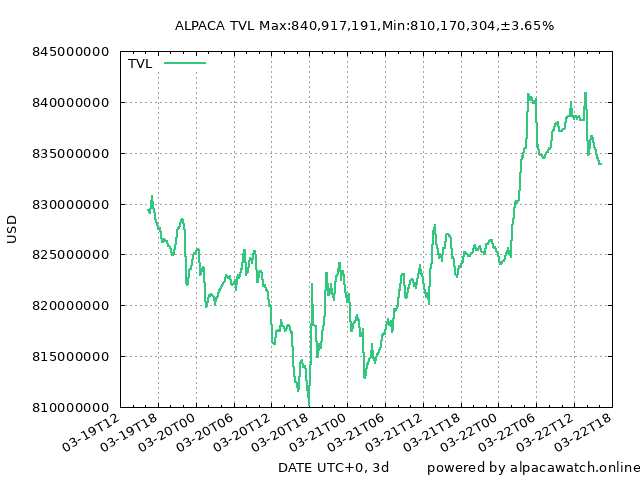 ALPACA TVL Max:840,917,191,Min:810,170,304,±3.65%
845000000
TVL
840000000
835000000
830000000
USD
825000000
820000000
815000000
810000000
03-19T12
03-19T18
03-20T00
03-20T06
03-20T12
03-20T18
03-21T00
03-21T06
03-21T12
03-21T18
03-22T00
03-22T06
03-22T12
03-22T18
DATE UTC+0, 3d
powered by alpacawatch.online